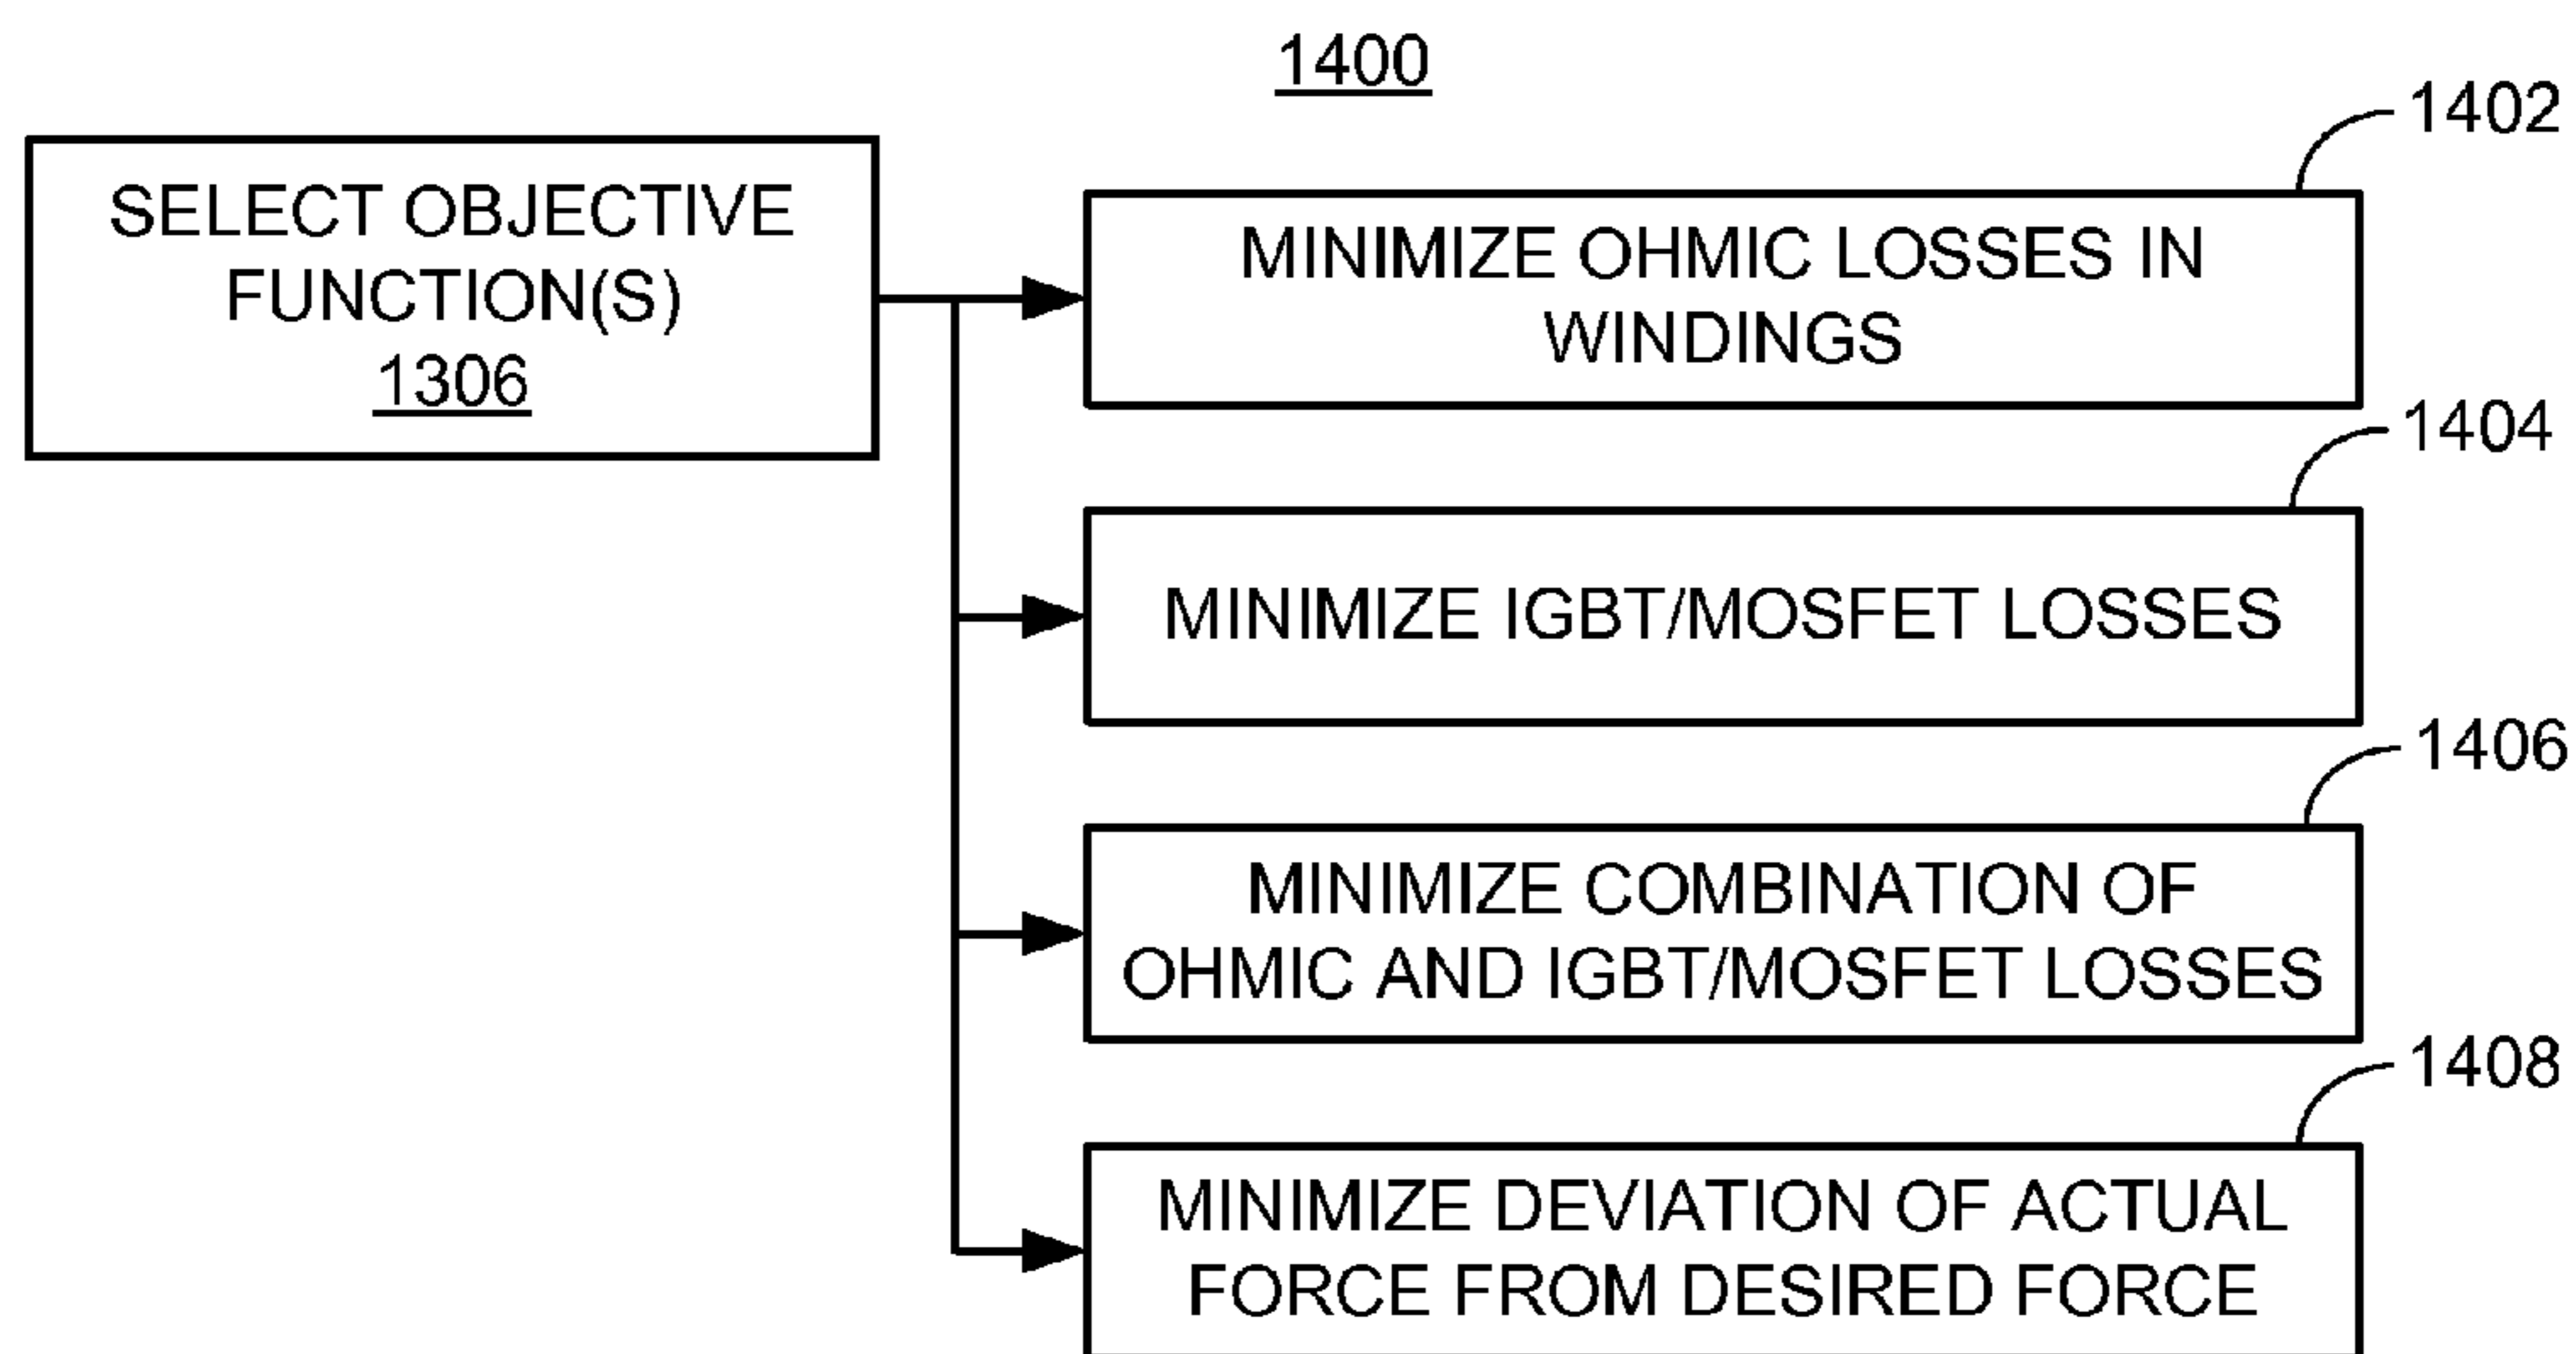 1400
SELECT OBJECTIVE
FUNCTION(S)
1306
1402
MINIMIZE OHMIC LOSSES IN
WINDINGS
1404
MINIMIZE IGBT/MOSFET LOSSES
1406
MINIMIZE COMBINATION OF
OHMIC AND IGBT/MOSFET LOSSES
1408
MINIMIZE DEVIATION OF ACTUAL
FORCE FROM DESIRED FORCE